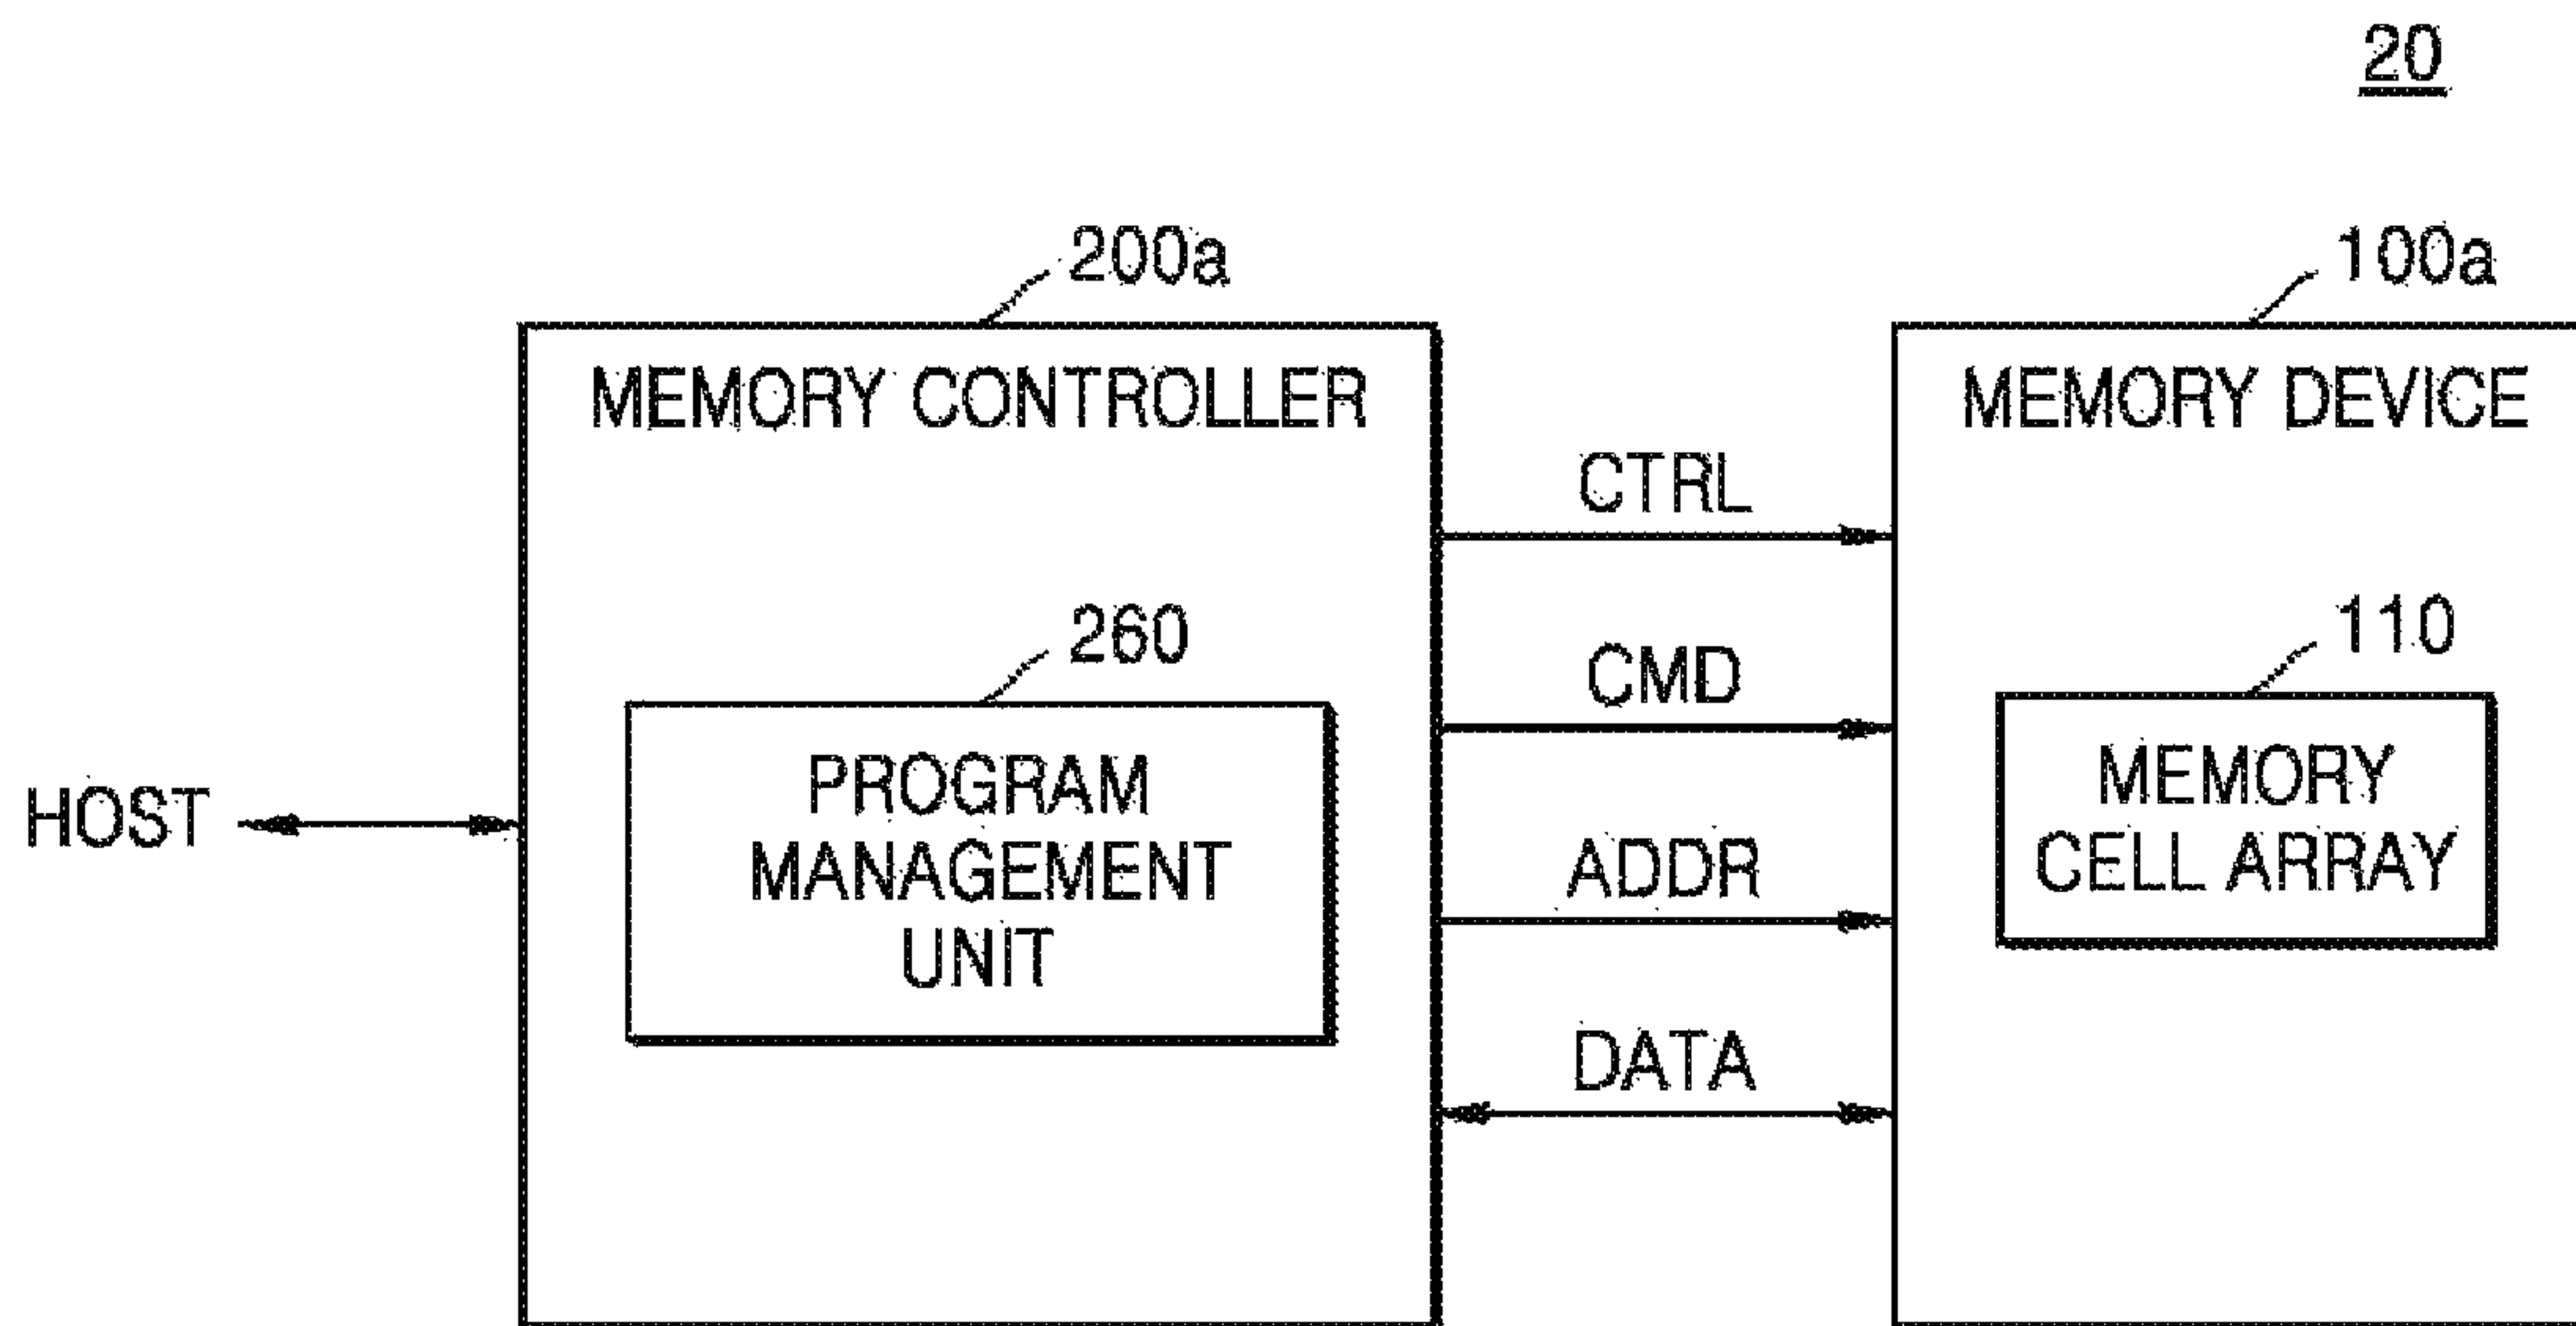 20
200a
100a
MEMORY CONTROLLER
MEMORY DEVICE
CTRL
260
CMD
110
PROGRAM
MANAGEMENT
UNIT
MEMORY
CELL ARRAY
HOST
ADDR
DATA